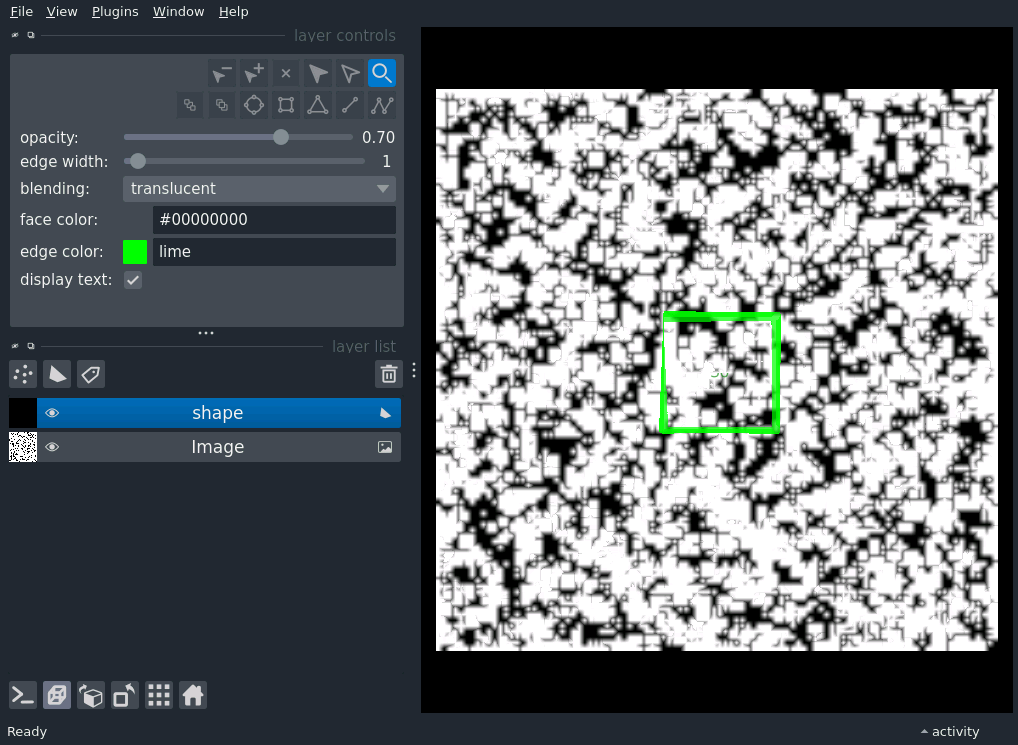 File View Plugins Window Help
layer controls
opacity: 0.70
edge width: 1
blending: translucent
face color: #00000000
edge color: lime
display text:
layer list
shape
Image
Ready
activity